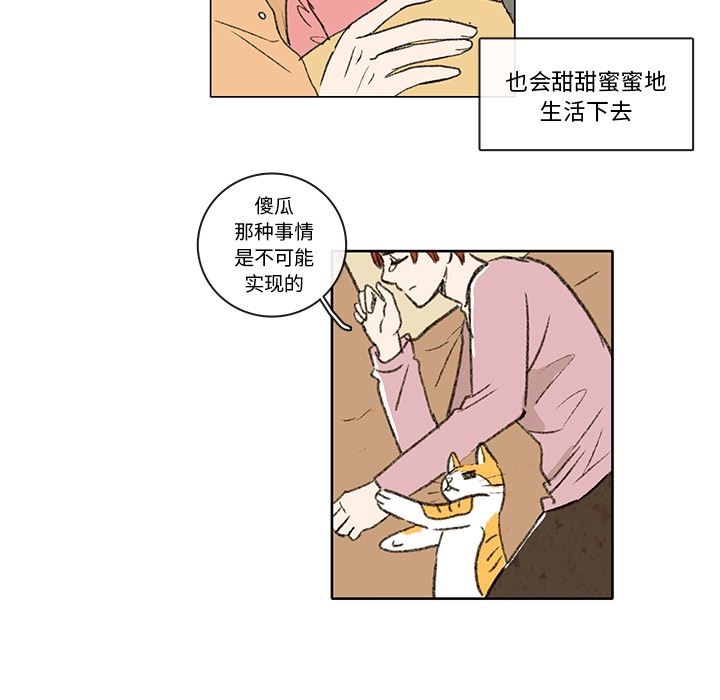 也会甜甜蜜蜜地
生活下去
傻瓜
那种事情
是不可能
实现的